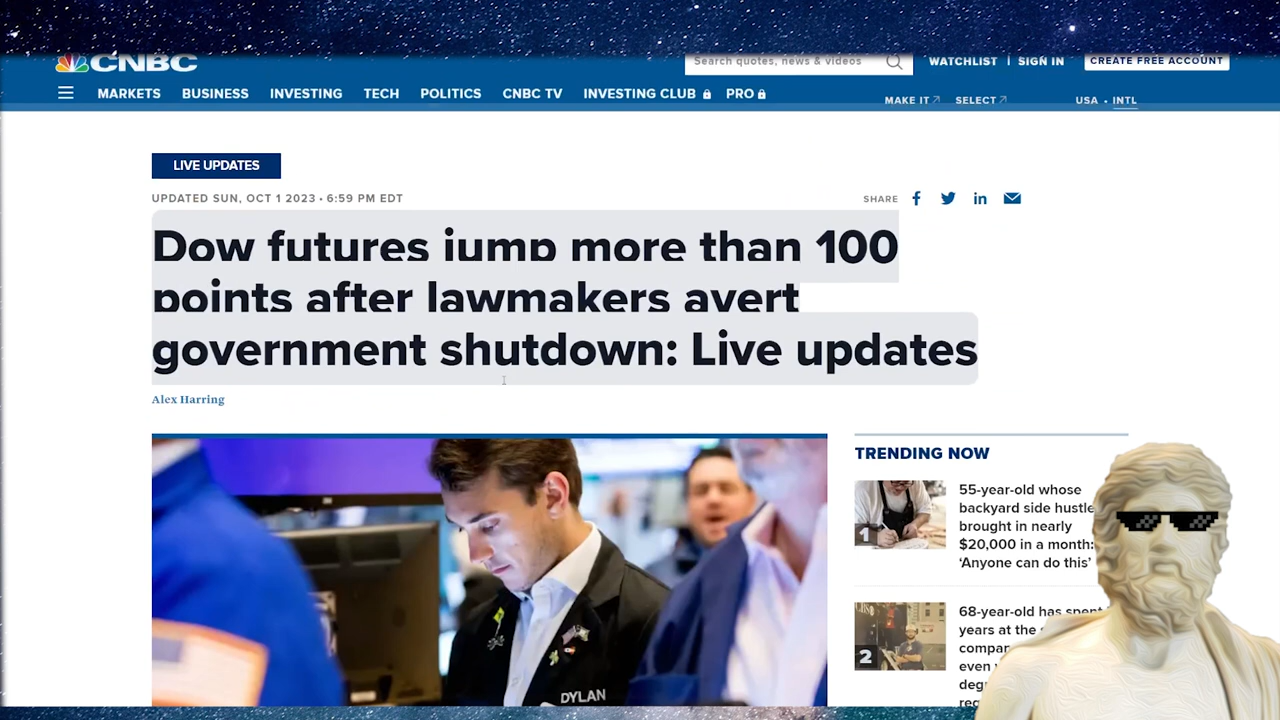 CNBC
Search quotes, news & videos
WATCHLIST | SIGN IN
CREATE FREE ACCOUNT
MARKETS BUSINESS INVESTING TECH POLITICS CNBC TV INVESTING CLUB PRO
MAKE IT SELECT USA • INTL
LIVE UPDATES
UPDATED SUN, OCT 1 2023 • 6:59 PM EDT
SHARE
Dow futures jump more than 100
points after lawmakers avert
government shutdown: Live updates
Alex Harring
DYLAN
TRENDING NOW
1
55-year-old whose
backyard side hustle
brought in nearly
$20,000 in a month:
‘Anyone can do this’
2
68-year-old has spent
years at the
even